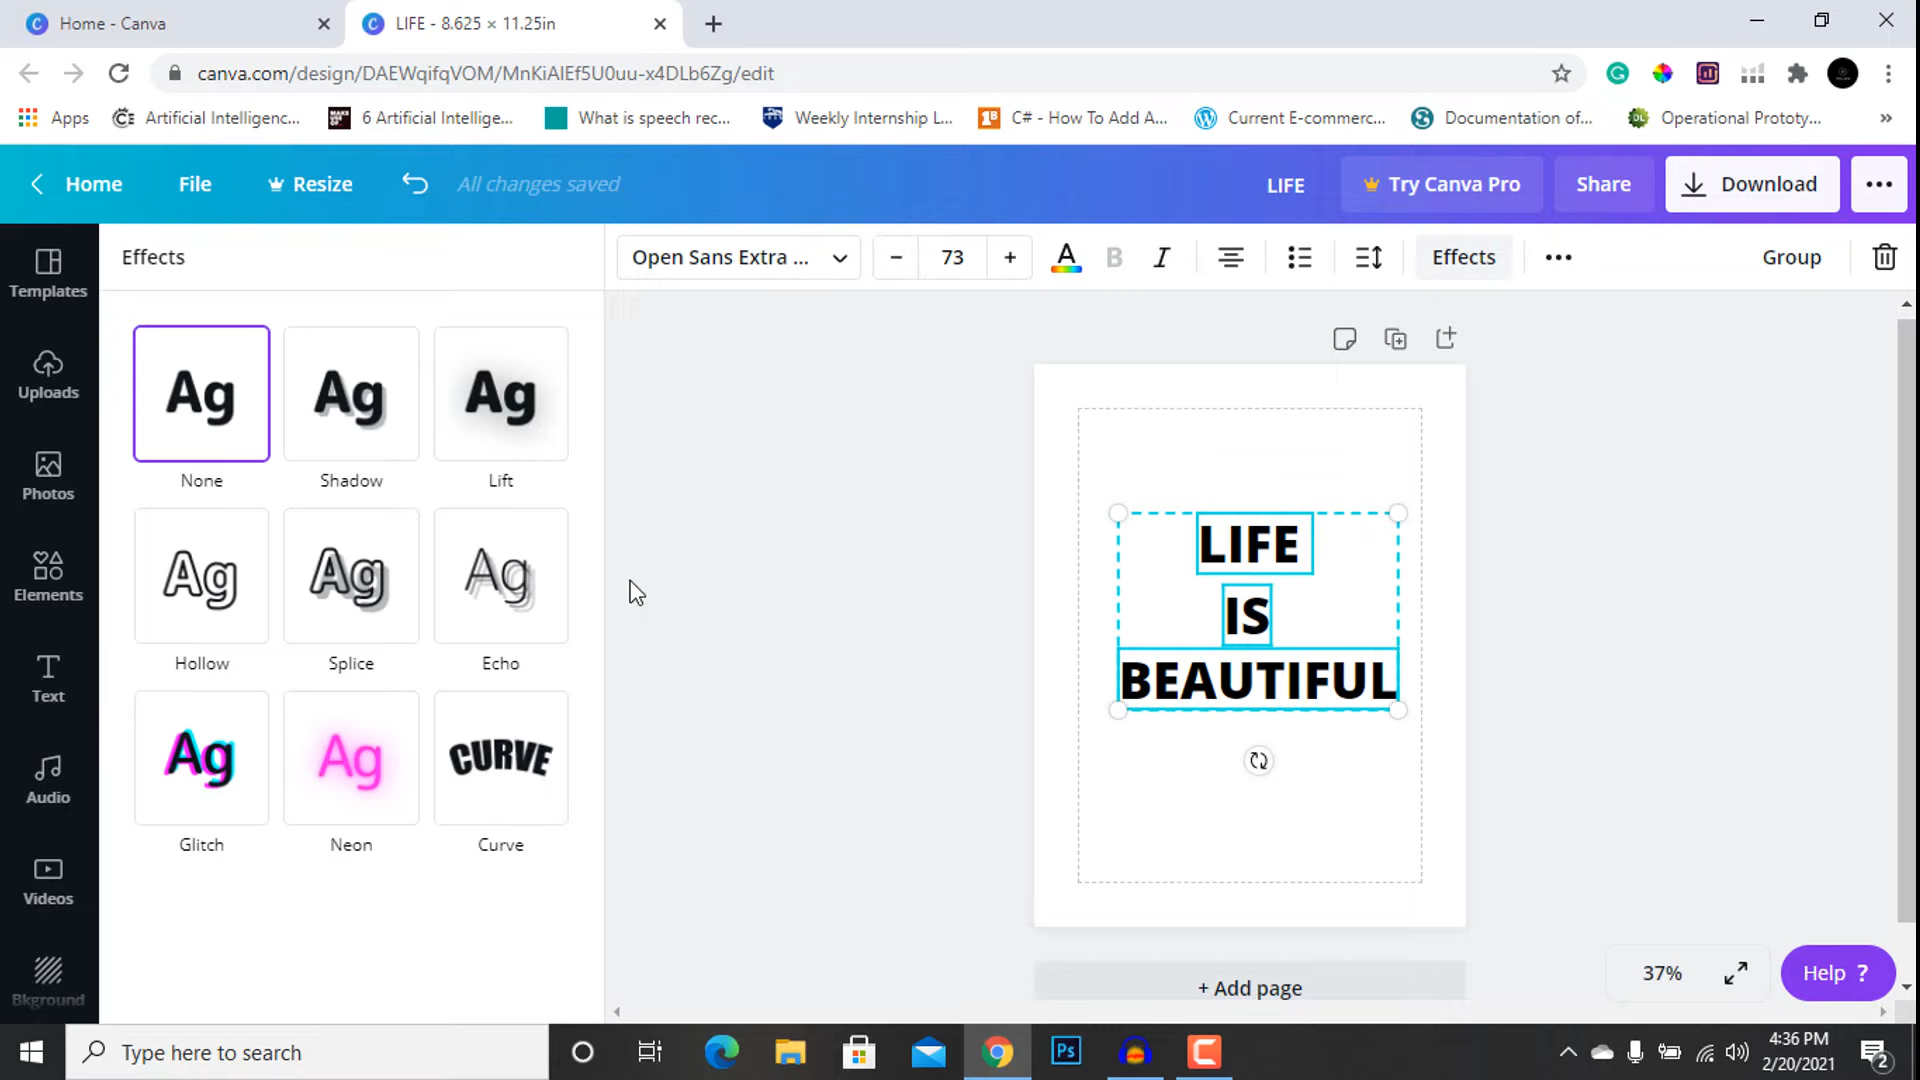 Home - Canva
LIFE - 8.625 × 11.25in
canva.com/design/DAEWqifqVOM/MnKiAlEf5U0uu-x4DLb6Zg/edit
Apps
Artificial Intelligenc...
6 Artificial Intellige...
What is speech rec...
Weekly Internship L...
C# - How To Add A...
Current E-commerc...
Documentation of...
Operational Prototy...
Home
File
Resize
All changes saved
LIFE
Try Canva Pro
Share
Download
Effects
Open Sans Extra ...
73
A
B
I
Effects
Group
Templates
Uploads
Photos
Elements
Text
Audio
Videos
Bkground
Ag
Ag
Ag
None
Shadow
Lift
Ag
Ag
Ag
Hollow
Splice
Echo
Ag
Ag
CURVE
Glitch
Neon
Curve
LIFE
IS
BEAUTIFUL
+ Add page
37%
Help ?
Type here to search
Ps
4:36 PM
2/20/2021
2